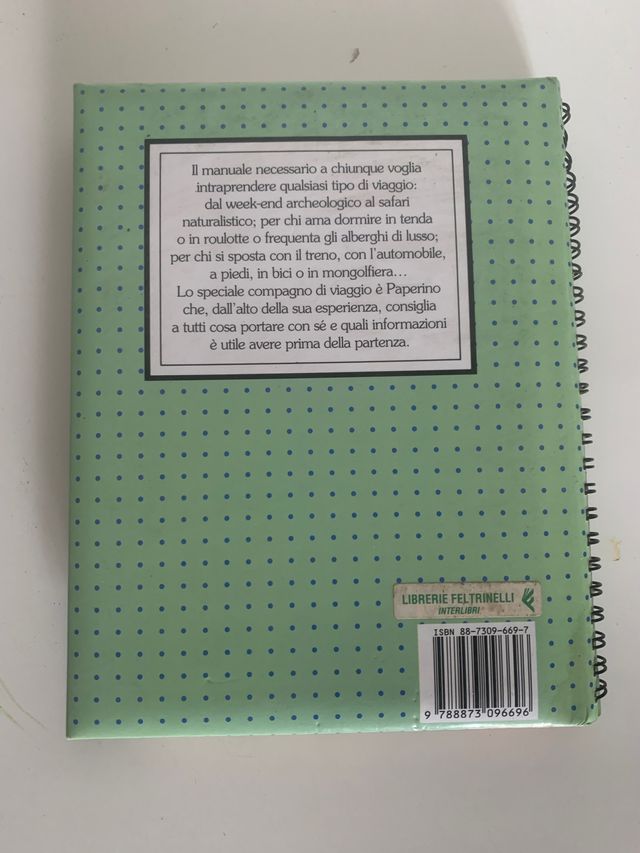 Il manuale necessario a chiunque voglia
intraprendere qualsiasi tipo di viaggio:
dal week-end archeologico al safari
naturalistico; per chi ama dormire in tenda
o in roulotte o frequenta gli alberghi di lusso;
per chi si sposta con il treno, con l'automobile,
a piedi, in bici o in mongolfiera...
Lo speciale compagno di viaggio è Paperino
che, dall'alto della sua esperienza, consiglia
a tutti cosa portare con sé e quali informazioni
è utile avere prima della partenza.
LIBRERIE FELTRINELLI
INTERLIBRI
ISBN 88-7309-669-7
9 788873 096696